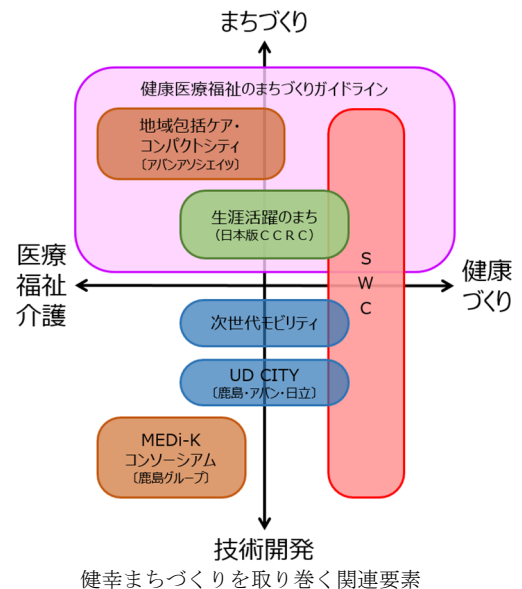 まちづくり
健康医療福祉のまちづくりガイドライン
地域包括ケア・
コンパクトシティ
〔アバンアソシエイツ〕
生涯活躍のまち
（日本版ＣＣＲＣ）
医療
福祉
介護
S
W
C
健康
づくり
次世代モビリティ
UD CITY
〔鹿島・アバン・日立〕
MEDi-K
コンソーシアム
〔鹿島グループ〕
技術開発
健幸まちづくりを取り巻く関連要素